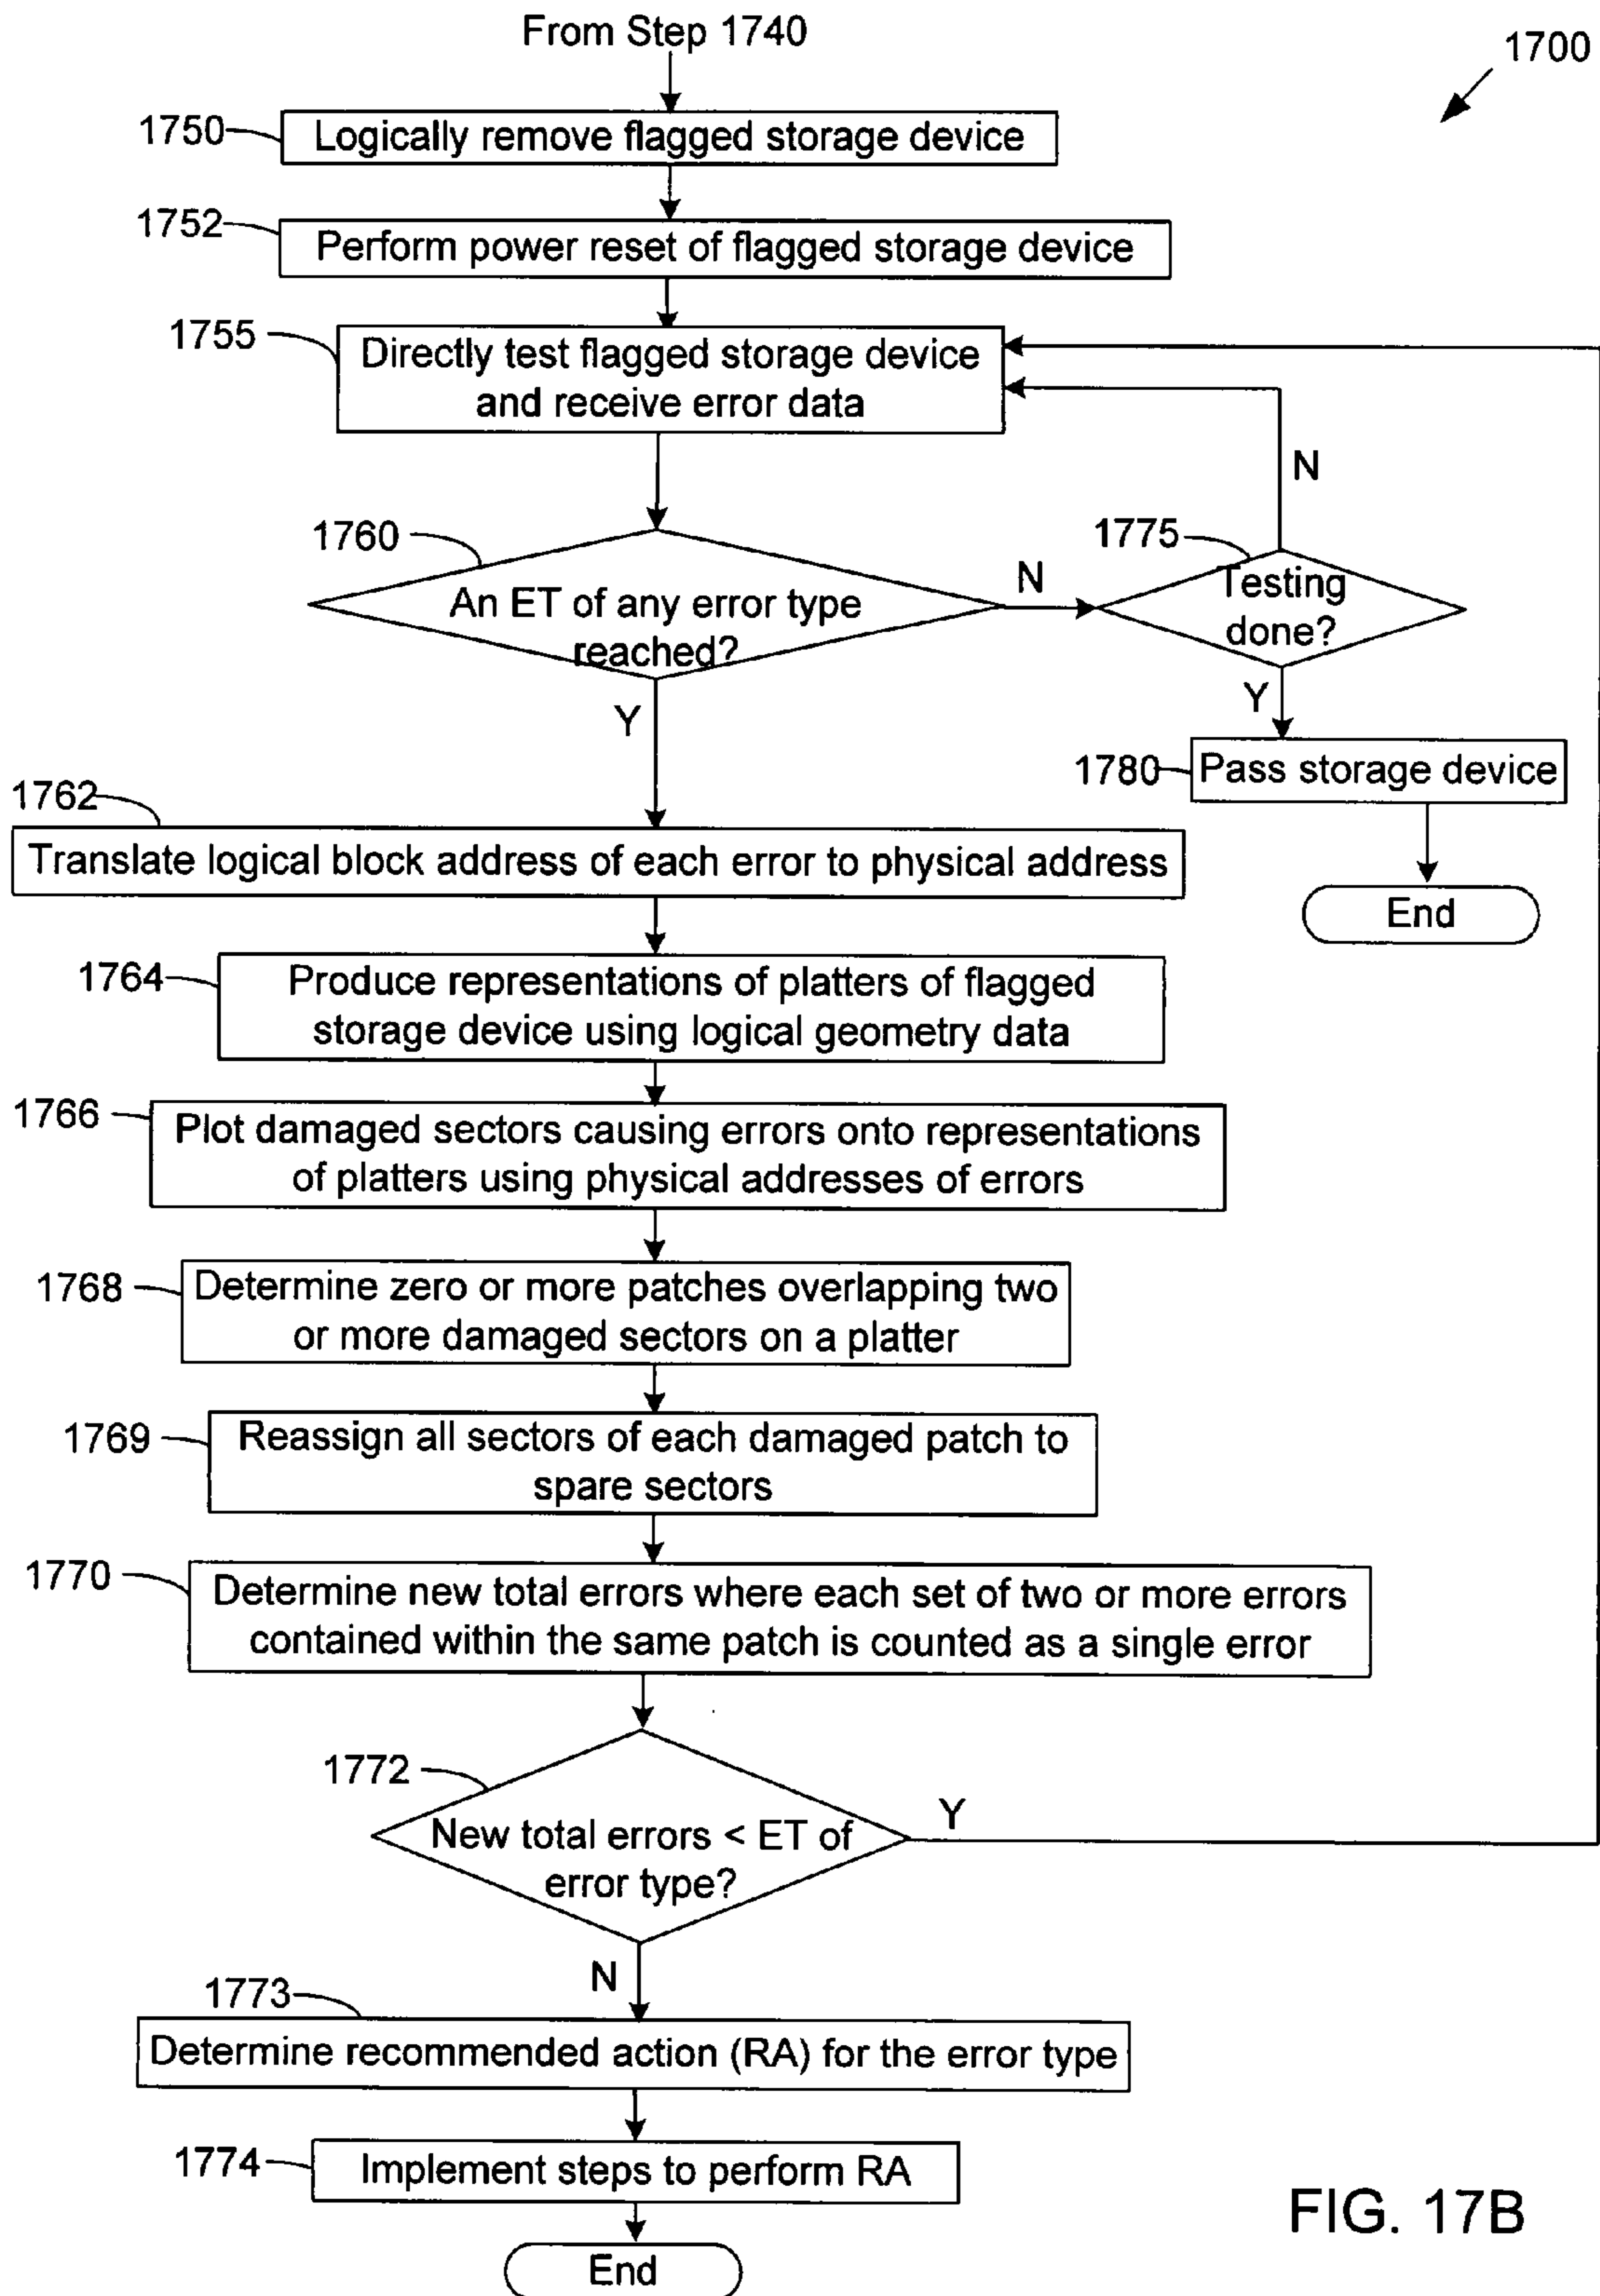 From Step 1740
1700
1750
Logically remove flagged storage device
1752
Perform power reset of flagged storage device
1755
Directly test flagged storage device
and receive error data
N
1760
An ET of any error type
reached?
N
1775
Testing
done?
Y
Y
1780
Pass storage device
End
1762
Translate logical block address of each error to physical address
1764
Produce representations of platters of flagged
storage device using logical geometry data
1766
Plot damaged sectors causing errors onto representations
of platters using physical addresses of errors
1768
Determine zero or more patches overlapping two
or more damaged sectors on a platter
1769
Reassign all sectors of each damaged patch to
spare sectors
1770
Determine new total errors where each set of two or more errors
contained within the same patch is counted as a single error
1772
New total errors < ET of
error type?
Y
N
1773
Determine recommended action (RA) for the error type
1774
Implement steps to perform RA
End
FIG. 17B